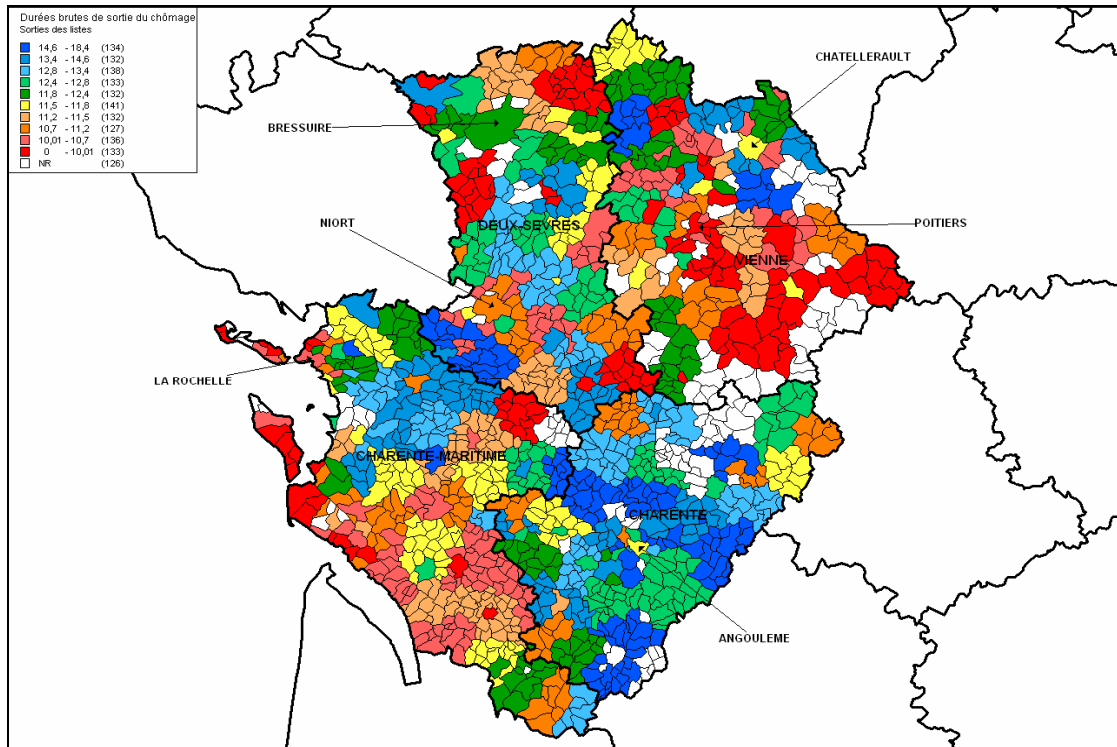 Durées brutes de sortie du chômage
Sorties des listes
14,6 - 18,4 (134)
13,4 - 14,6 (132)
12,8 - 13,4 (138)
12,4 - 12,8 (133)
11,8 - 12,4 (132)
11,5 - 11,8 (141)
11,2 - 11,5 (132)
10,7 - 11,2 (127)
10,01 - 10,7 (136)
0 - 10,01 (133)
NR (126)
CHATELLERAULT
BRESSUIRE
NIORT
DEUX-SEVRES
POITIERS
VIENNE
LA ROCHELLE
CHARENTE-MARITIME
CHARENTE
ANGOULEME